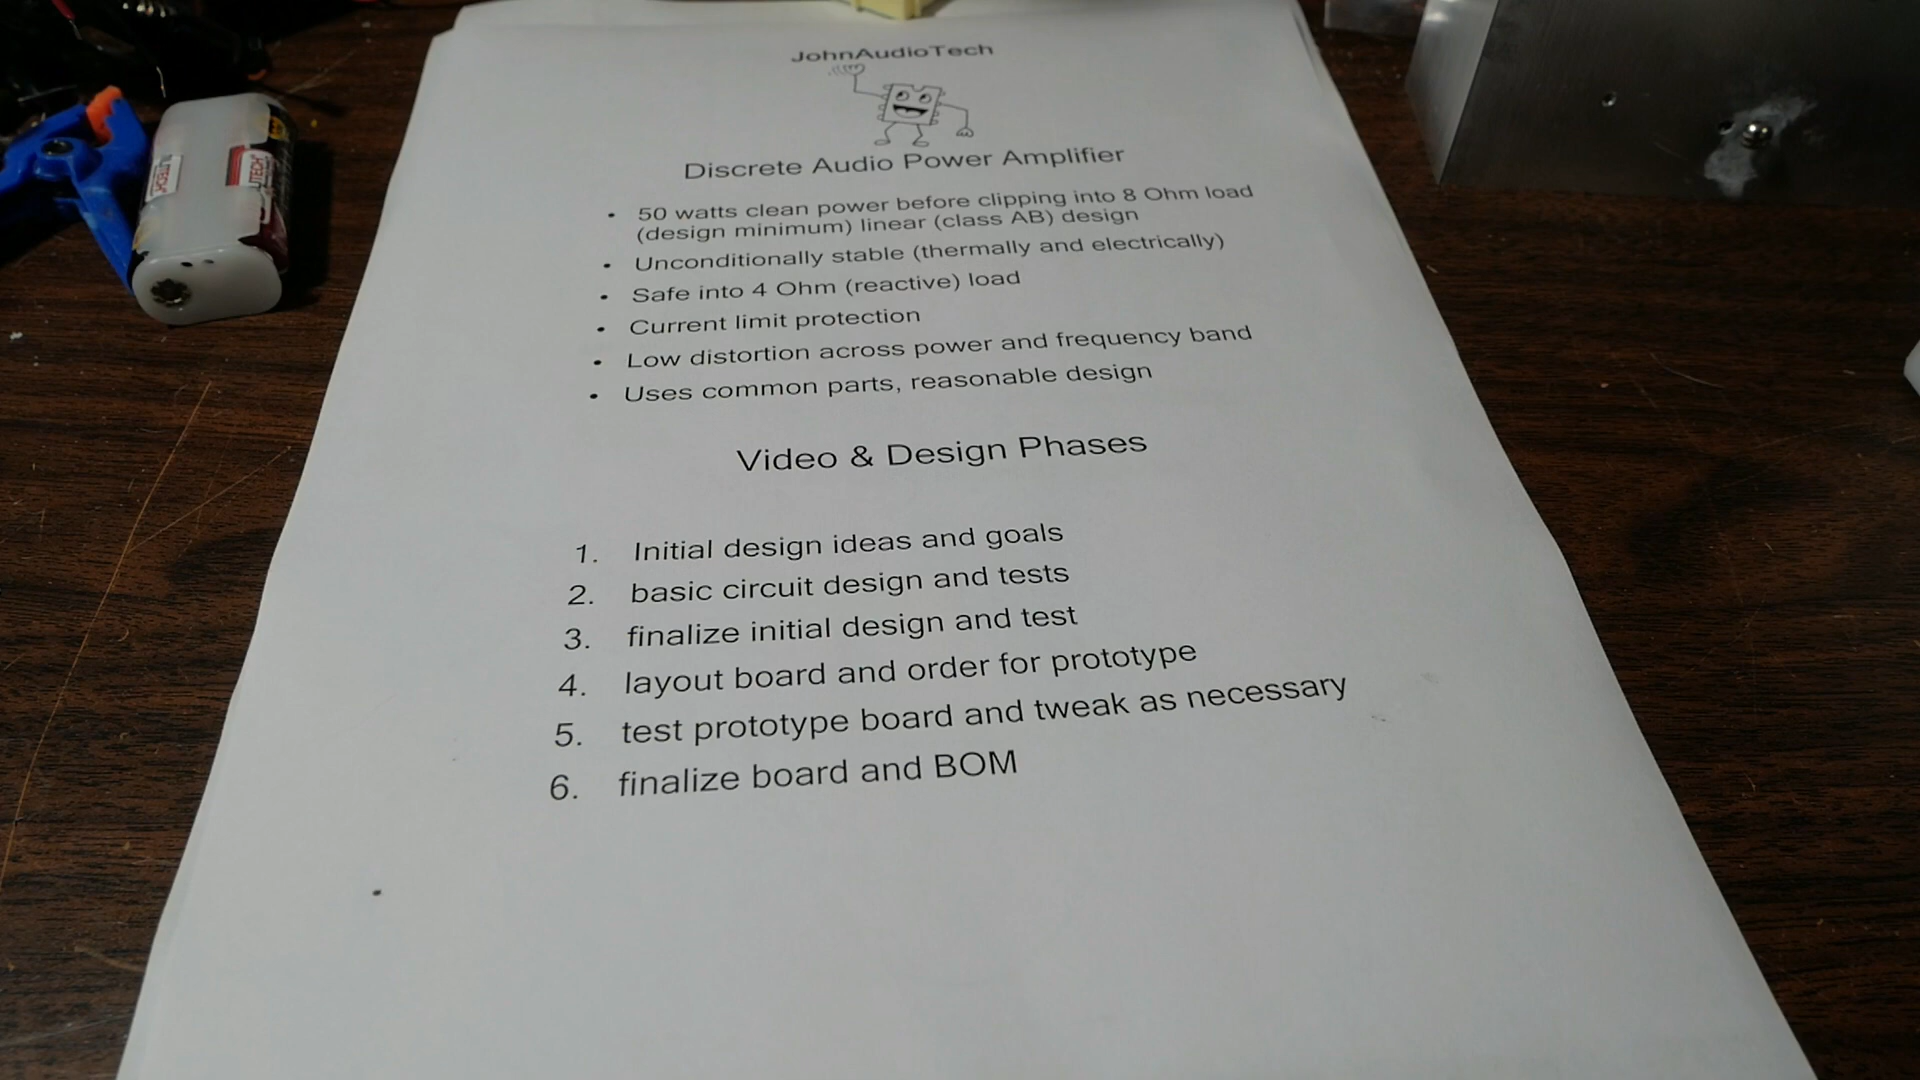 JohnAudioTech
Discrete Audio Power Amplifier
• 50 watts clean power before clipping into 8 Ohm load
(design minimum) linear (class AB) design
• Unconditionally stable (thermally and electrically)
• Safe into 4 Ohm (reactive) load
• Current limit protection
• Low distortion across power and frequency band
• Uses common parts, reasonable design
Video & Design Phases
1. Initial design ideas and goals
2. basic circuit design and tests
3. finalize initial design and test
4. layout board and order for prototype
5. test prototype board and tweak as necessary
6. finalize board and BOM